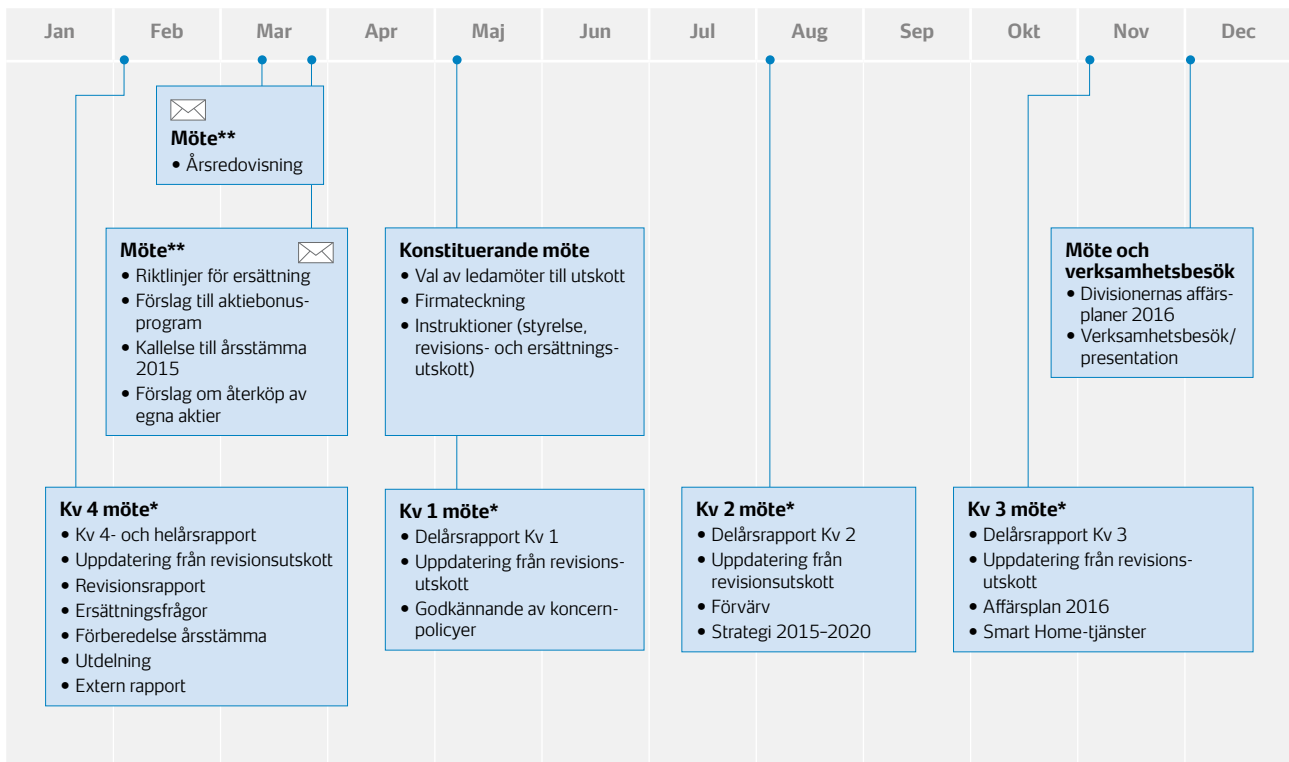 Jan Feb Mar Apr Maj Jun Jul Aug Sep Okt Nov Dec
Möte**
• Årsredovisning
Möte**
• Riktlinjer för ersättning
• Förslag till aktiebonus-
program
• Kallelse till årsstämma
2015
• Förslag om återköp av
egna aktier
Konstituerande möte
• Val av ledamöter till utskott
• Firmateckning
• Instruktioner (styrelse,
revisions- och ersättnings-
utskott)
Möte och
verksamhetsbesök
• Divisionernas affärs-
planer 2016
• Verksamhetsbesök/
presentation
Kv 4 möte*
• Kv 4- och helårsrapport
• Uppdatering från revisionsutskott
• Revisionsrapport
• Ersättningsfrågor
• Förberedelse årsstämma
• Utdelning
• Extern rapport
Kv 1 möte*
• Delårsrapport Kv 1
• Uppdatering från revisions-
utskott
• Godkännande av koncern-
policyer
Kv 2 möte*
• Delårsrapport Kv 2
• Uppdatering från
revisionsutskott
• Förvärv
• Strategi 2015–2020
Kv 3 möte*
• Delårsrapport Kv 3
• Uppdatering från revisions-
utskott
• Affärsplan 2016
• Smart Home-tjänster